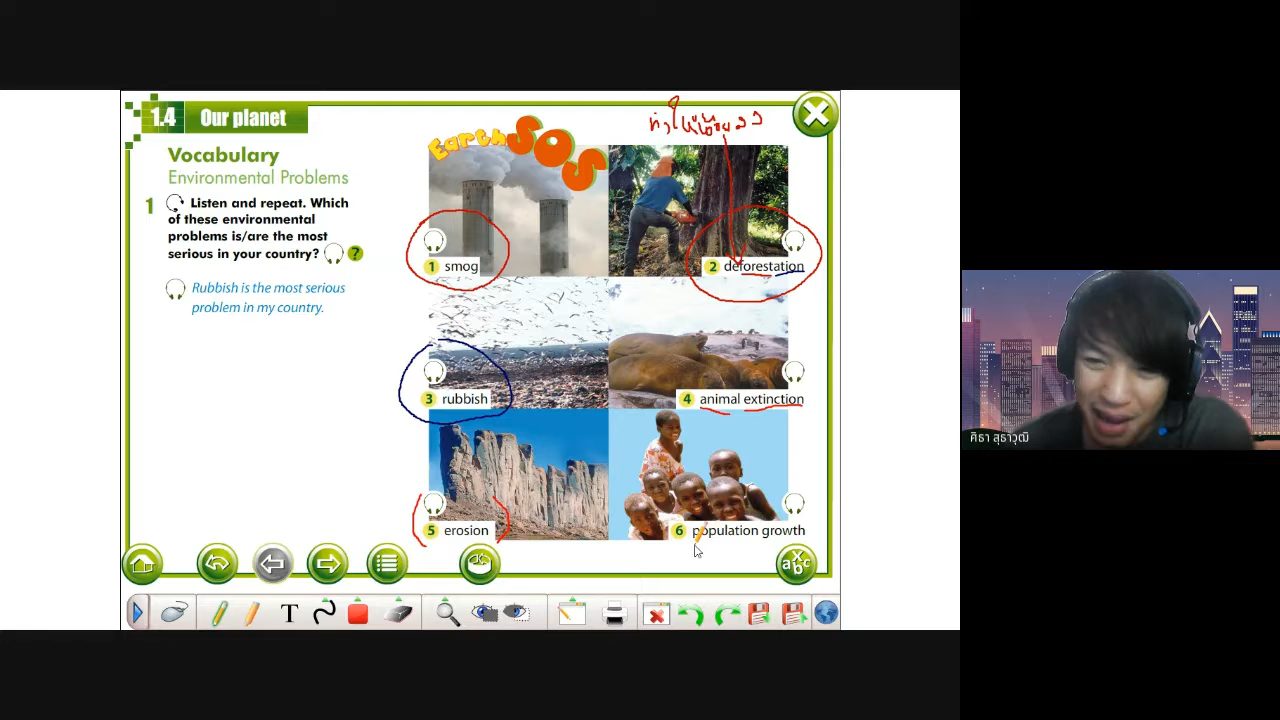 1.4 Our planet
Vocabulary
Environmental Problems
1 Listen and repeat. Which
of these environmental
problems is/are the most
serious in your country? ?
Rubbish is the most serious
problem in my country.
Earth SOS
1 smog
2 deforestation
3 rubbish
4 animal extinction
5 erosion
6 population growth
ศิธา สุธาวุฒิ